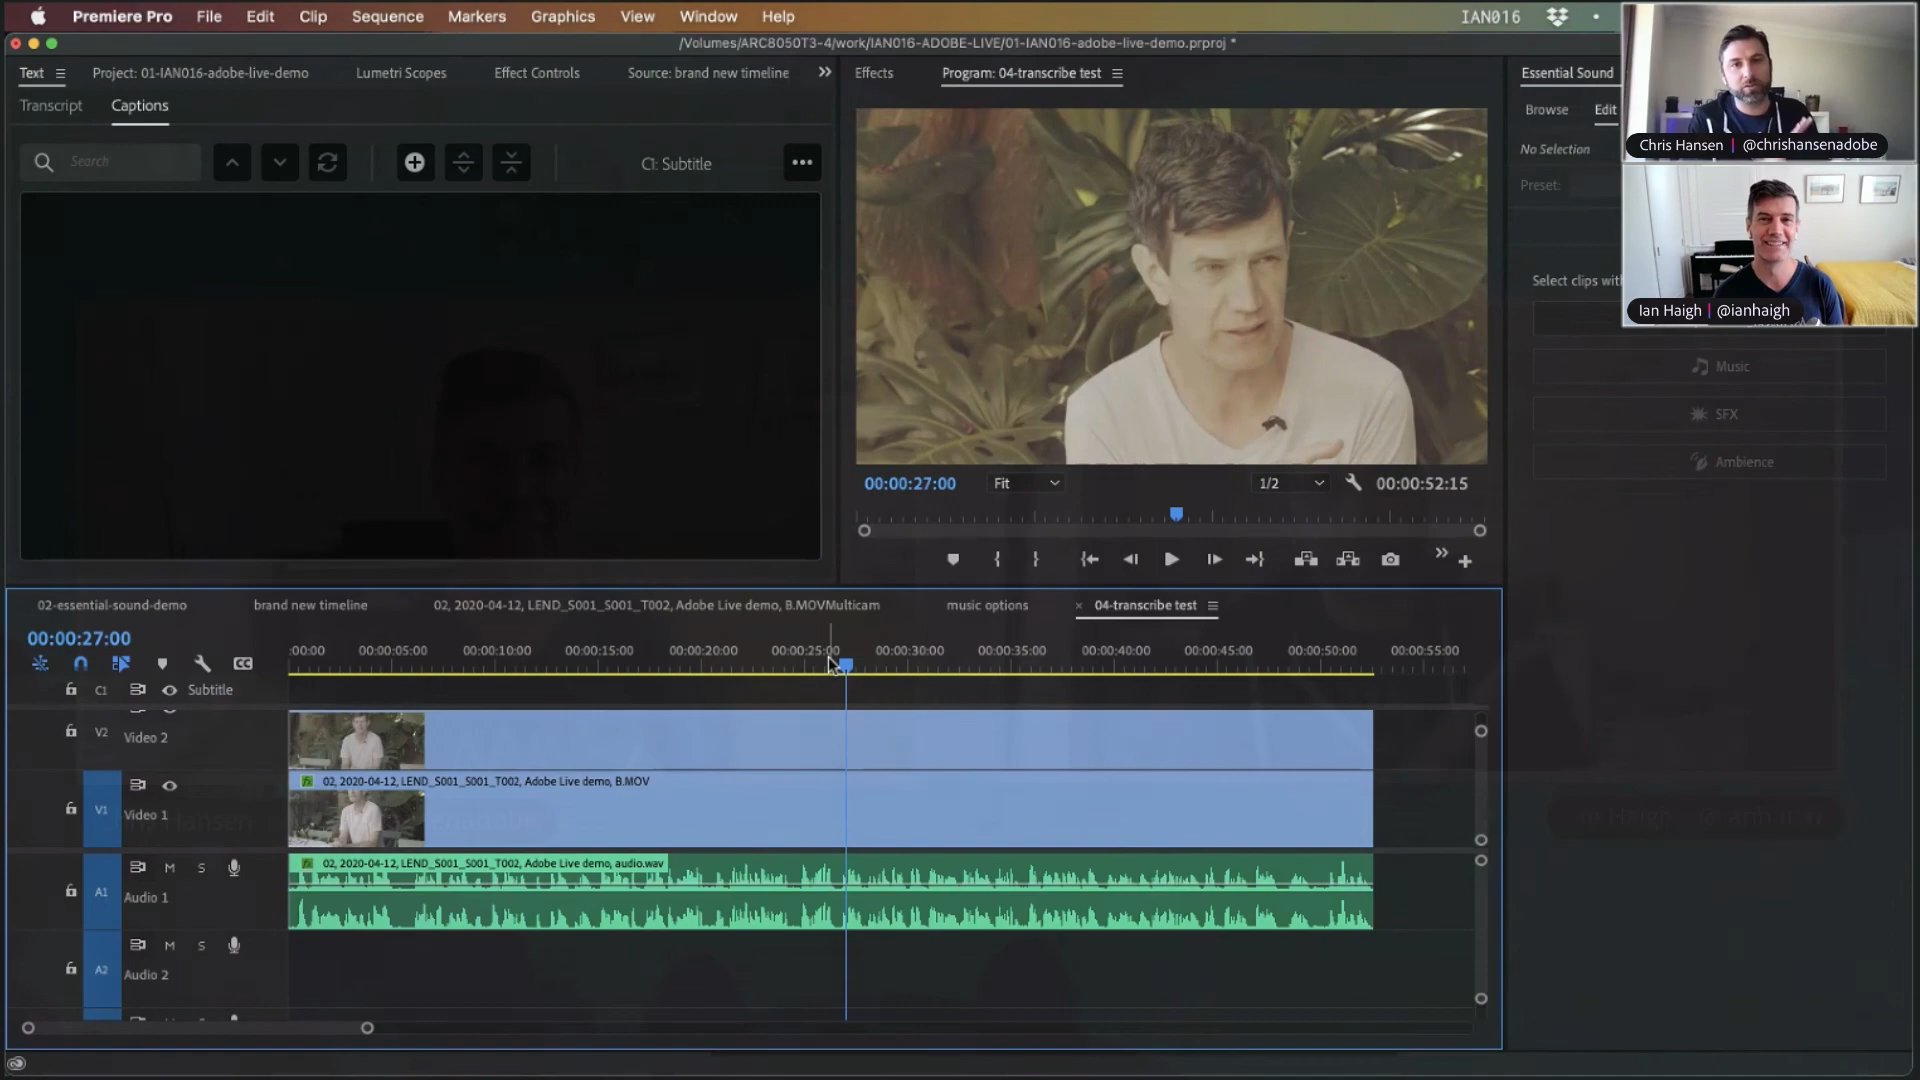 Premiere Pro File Edit Clip Sequence Markers Graphics View Window Help IAN016
/Volumes/ARC8050T3-4/work/IAN016-ADOBE-LIVE/01-IAN016-adobe-live-demo.prproj *
Text Project: 01-IAN016-adobe-live-demo Lumetri Scopes Effect Controls Source: brand new timeline Effects Program: 04-transcribe test Essential Sound
Transcript Captions Browse Edit
Chris Hansen | @chrishansenadobe
No Selection
Search C1: Subtitle
Preset:
Select clips with
Ian Haigh | @ianhaigh
Music
SFX
Ambience
00:00:27:00 Fit 1/2 00:00:52:15
02-essential-sound-demo brand new timeline 02, 2020-04-12, LEND_S001_S001_T002, Adobe Live demo, B.MOVMulticam music options × 04-transcribe test
00:00:27:00
:00:00 00:00:05:00 00:00:10:00 00:00:15:00 00:00:20:00 00:00:25:00 00:00:30:00 00:00:35:00 00:00:40:00 00:00:45:00 00:00:50:00 00:00:55:00
CC
C1 Subtitle
V2 Video 2
02, 2020-04-12, LEND_S001_S001_T002, Adobe Live demo, B.MOV
V1 Video 1
M S 02, 2020-04-12, LEND_S001_S001_T002, Adobe Live demo, audio.wav
A1 Audio 1
M S
A2 Audio 2